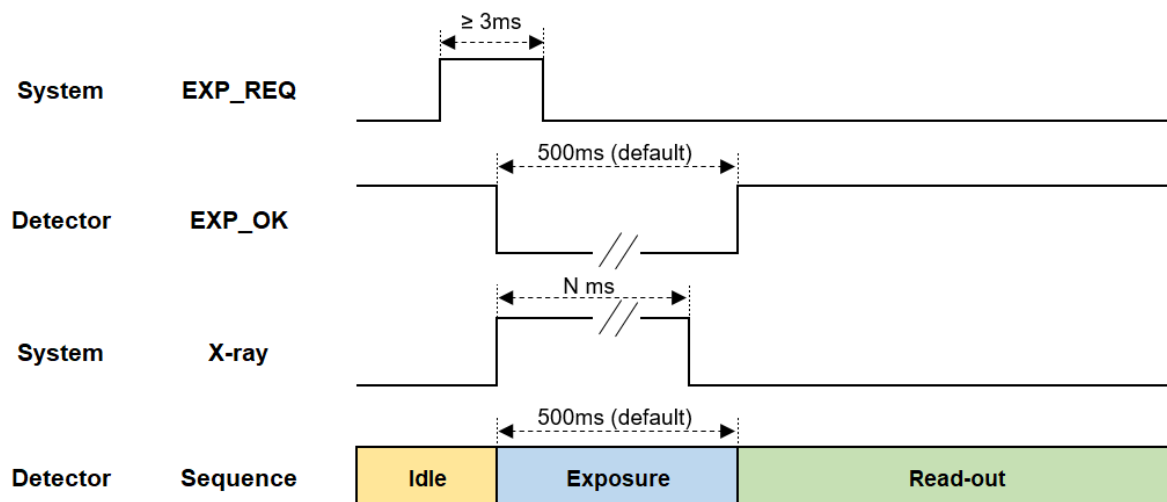 ≥ 3ms
System EXP_REQ
500ms (default)
Detector EXP_OK
N ms
System X-ray
500ms (default)
Detector Sequence Idle Exposure Read-out